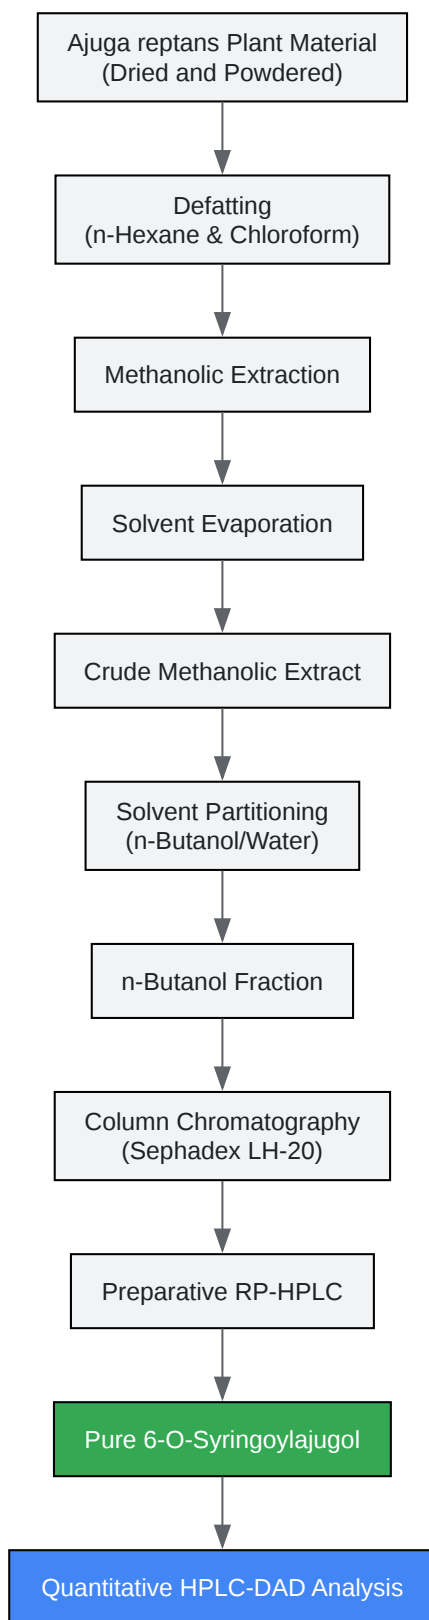 Ajuga reptans Plant Material
(Dried and Powdered)
Defatting
(n-Hexane & Chloroform)
Methanolic Extraction
Solvent Evaporation
Crude Methanolic Extract
Solvent Partitioning
(n-Butanol/Water)
n-Butanol Fraction
Column Chromatography
(Sephadex LH-20)
Preparative RP-HPLC
Pure 6-O-Syringoylajugol
Quantitative HPLC-DAD Analysis